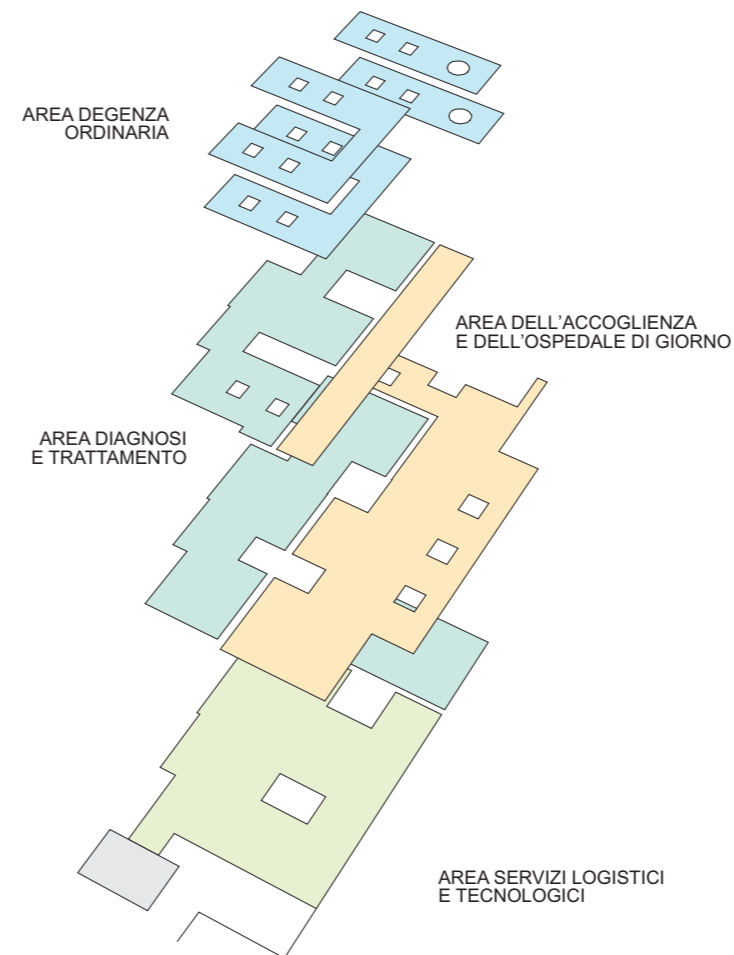 AREA DEGENZA
ORDINARIA
AREA DELL’ACCOGLIENZA
E DELL’OSPEDALE DI GIORNO
AREA DIAGNOSI
E TRATTAMENTO
AREA SERVIZI LOGISTICI
E TECNOLOGICI